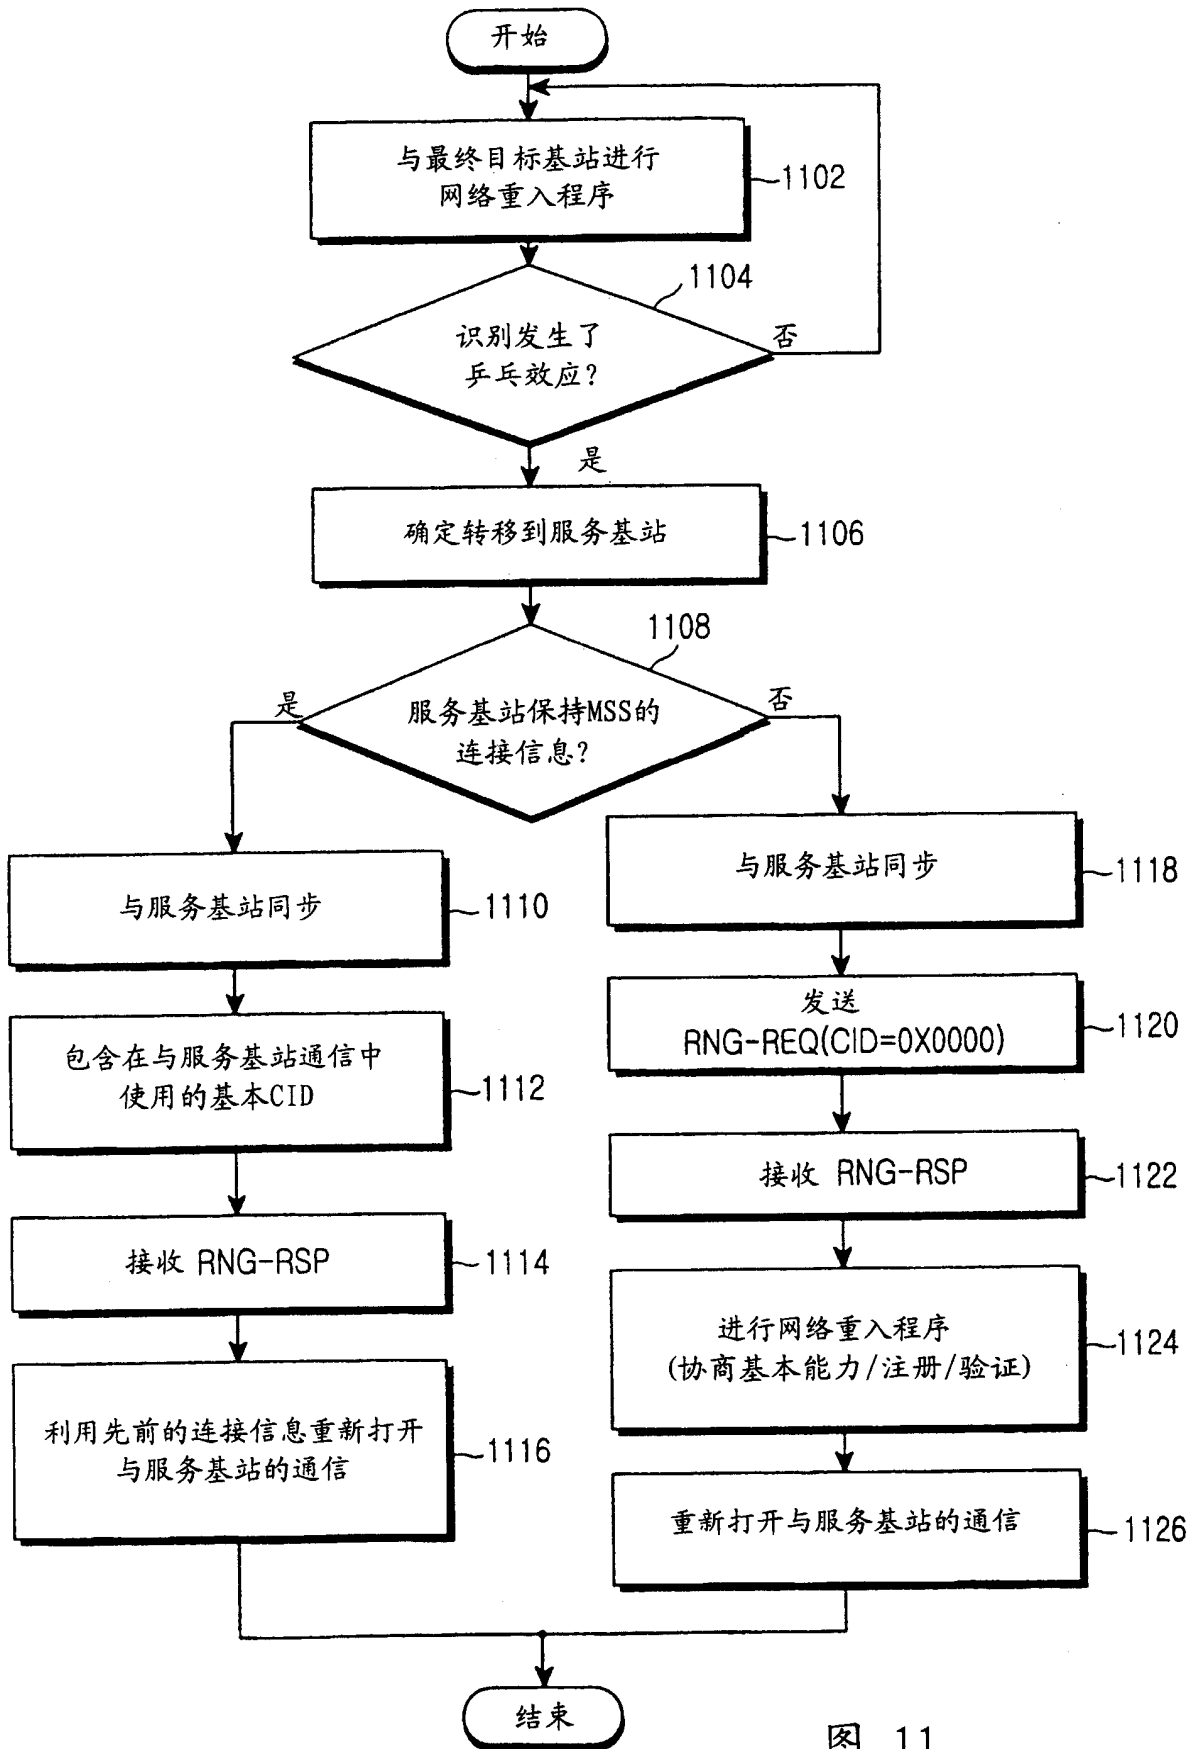 开始
与最终目标基站进行
网络重入程序
1102
1104
识别发生了
乒乓效应?
否
是
确定转移到服务基站
1106
1108
服务基站保持MSS的
连接信息?
是
否
与服务基站同步
1110
包含在与服务基站通信中
使用的基本CID
1112
接收 RNG-RSP
1114
利用先前的连接信息重新打开
与服务基站的通信
1116
与服务基站同步
1118
发送
RNG-REQ(CID=0X0000)
1120
接收 RNG-RSP
1122
进行网络重入程序
(协商基本能力/注册/验证)
1124
重新打开与服务基站的通信
1126
结束
图 11